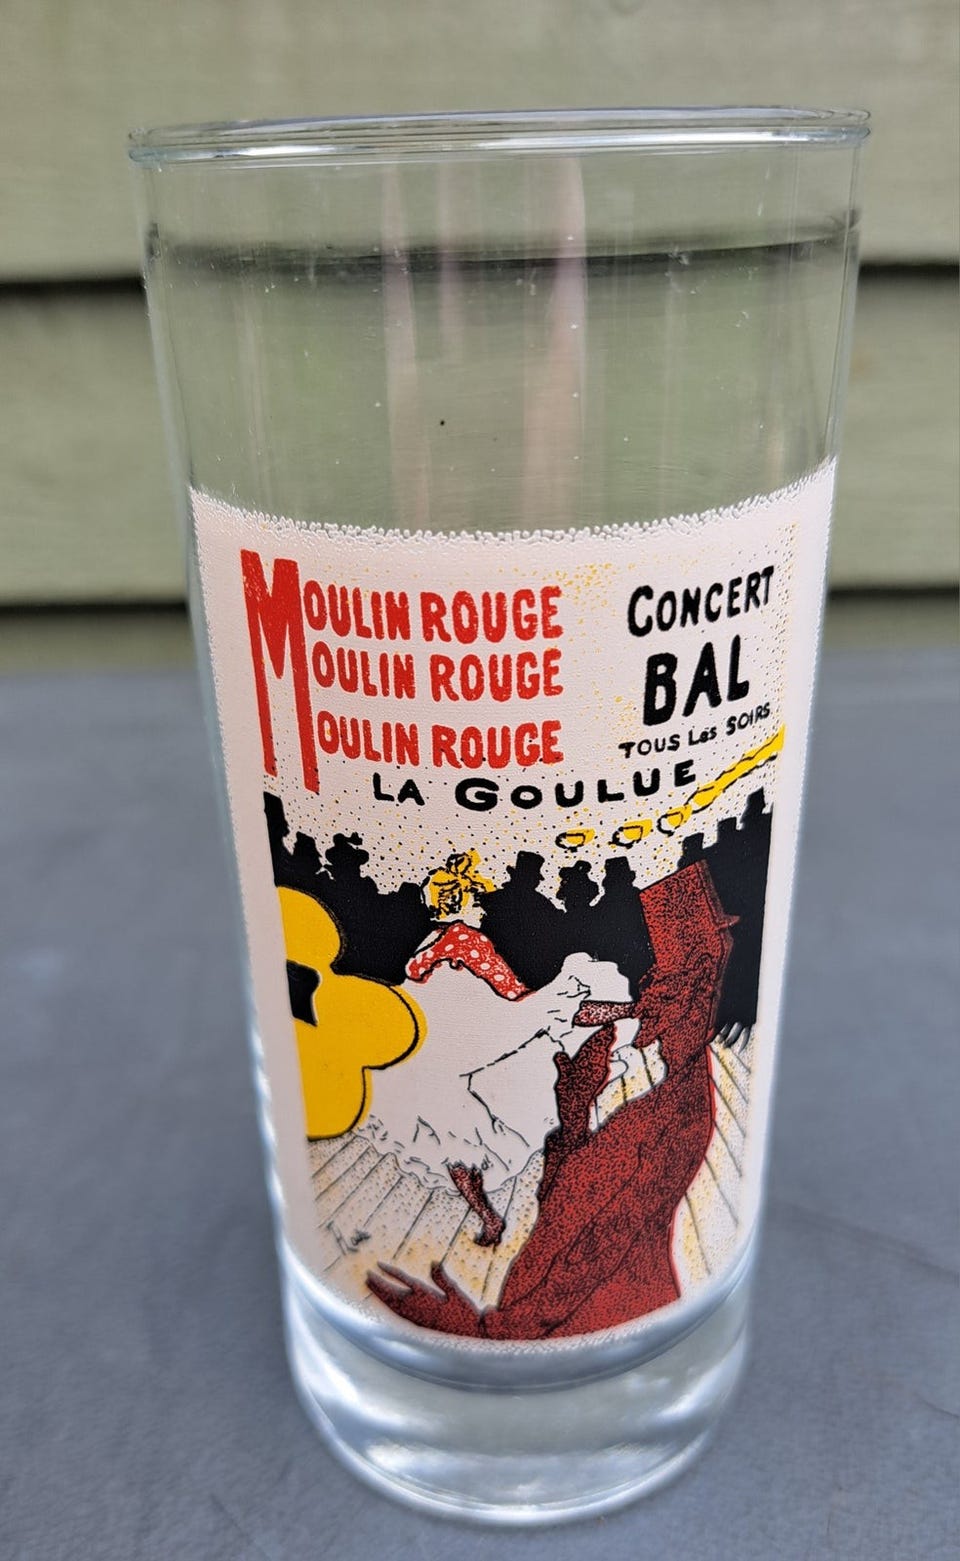 MOULIN ROUGE
MOULIN ROUGE
MOULIN ROUGE
LA GOULUE
CONCERT
BAL
TOUS LES SOIRS